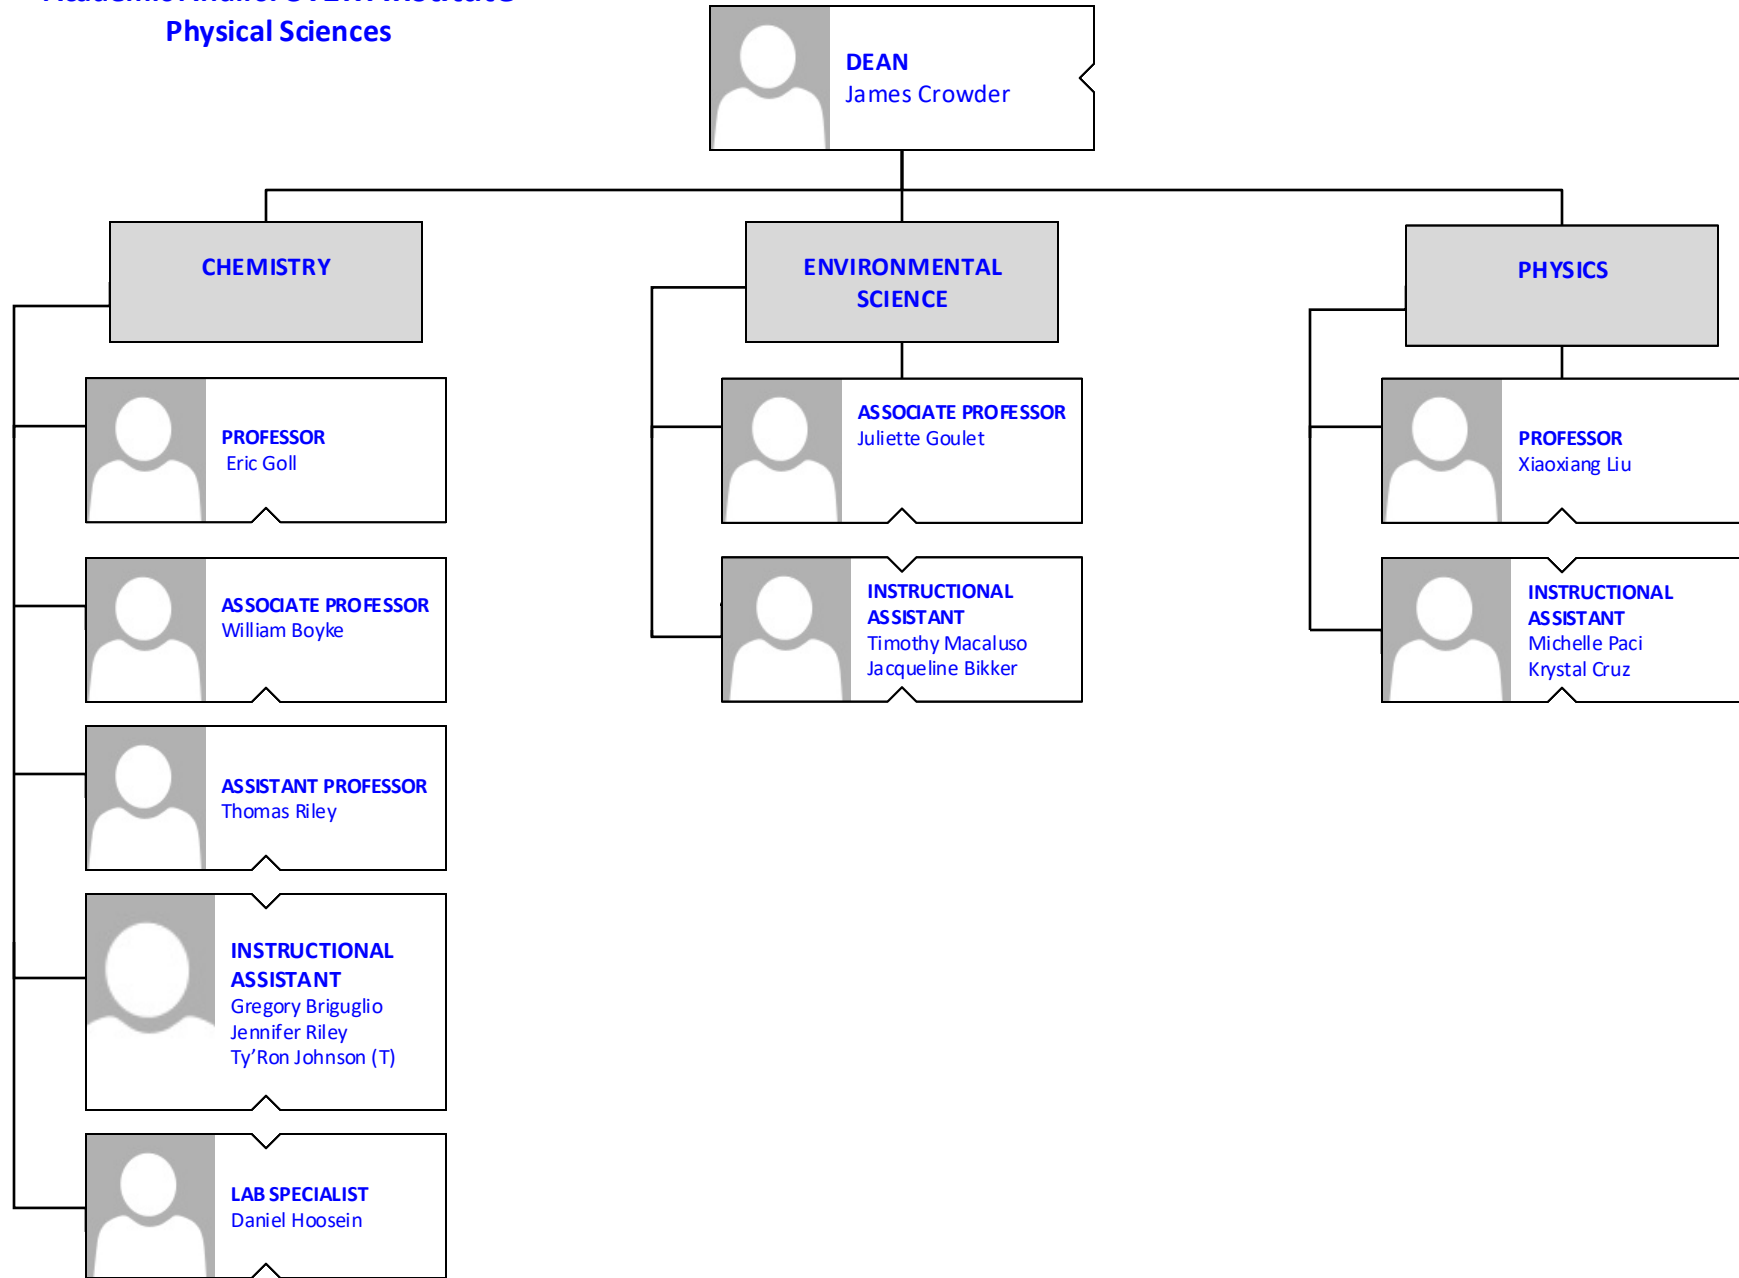 Institute
Physical Sciences
DEAN
James Crowder
CHEMISTRY
ENVIRONMENTAL
SCIENCE
PHYSICS
PROFESSOR
Eric Goll
ASSOCIATE PROFESSOR
William Boyke
ASSISTANT PROFESSOR
Thomas Riley
INSTRUCTIONAL
ASSISTANT
Gregory Briguglio
Jennifer Riley
Ty’Ron Johnson (T)
LAB SPECIALIST
Daniel Hoosein
ASSOCIATE PROFESSOR
Juliette Goulet
INSTRUCTIONAL
ASSISTANT
Timothy Macaluso
Jacqueline Bikker
PROFESSOR
Xiaoxiang Liu
INSTRUCTIONAL
ASSISTANT
Michelle Paci
Krystal Cruz